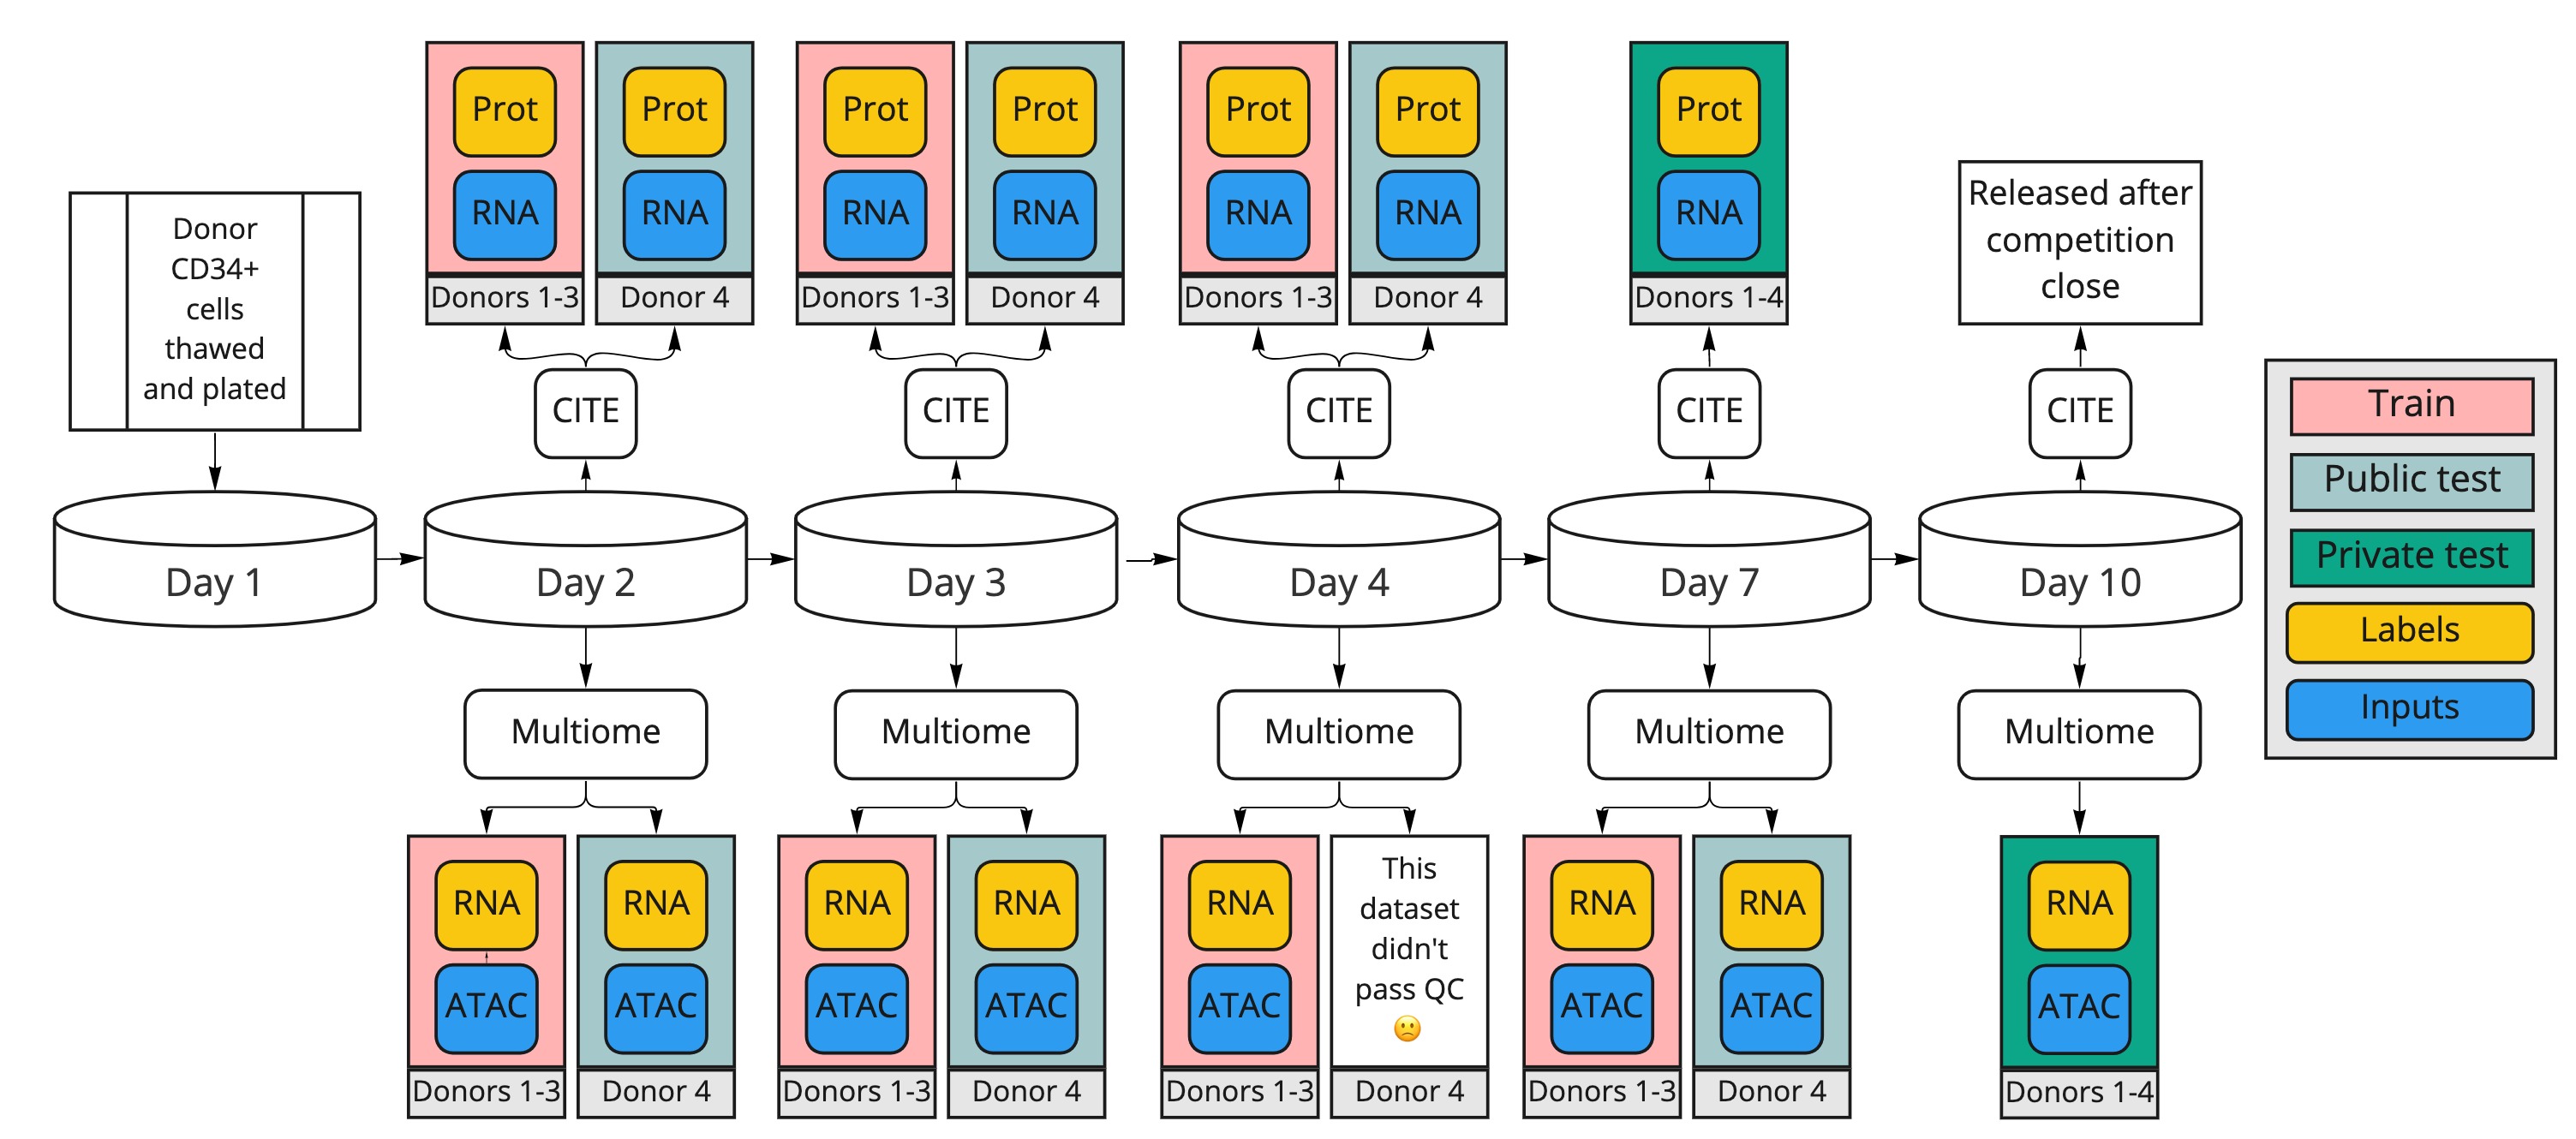 Prot
Prot
Prot
Prot
Prot
Prot
Prot
RNA
RNA
RNA
RNA
RNA
RNA
RNA
Donors 1-3
Donor 4
Donors 1-3
Donor 4
Donors 1-3
Donor 4
Donors 1-4
Released after
competition
close
Donor
CD34+
cells
thawed
and plated
CITE
CITE
CITE
CITE
CITE
Day 1
Day 2
Day 3
Day 4
Day 7
Day 10
Train
Public test
Private test
Labels
Inputs
Multiome
Multiome
Multiome
Multiome
Multiome
RNA
RNA
RNA
RNA
RNA
This
dataset
didn't
pass QC
RNA
RNA
RNA
ATAC
ATAC
ATAC
ATAC
ATAC
ATAC
ATAC
ATAC
Donors 1-3
Donor 4
Donors 1-3
Donor 4
Donors 1-3
Donor 4
Donors 1-3
Donor 4
Donors 1-4